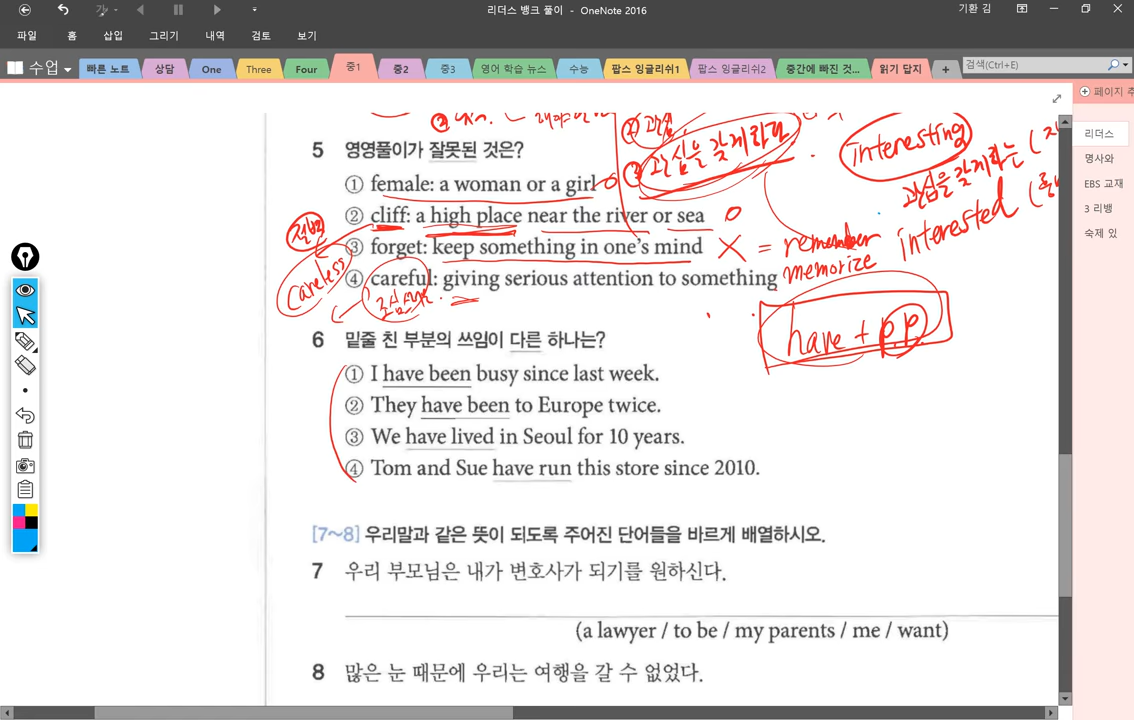 리더스 뱅크 풀이 - OneNote 2016
기환 김
파일 홈 삽입 그리기 내역 검토 보기
수업 빠른 노트 상담 One Three Four 중1 중2 중3 영어 학습 뉴스 수능 팝스 잉글리쉬1 팝스 잉글리쉬2 중간에 빠진 것... 읽기 답지 + 검색(Ctrl+E)
페이지 추
리더스
명사와
EBS 교재
3 리뱅
숙제 있
② 관심
③ 관심을 갖게하다
interesting
관심을 갖게하는
interested
5 영영풀이가 잘못된 것은?
① female: a woman or a girl
② cliff: a high place near the river or sea
절벽
③ forget: keep something in one's mind X = remember
memorize
④ careful: giving serious attention to something
careless
have + p.p
6 밑줄 친 부분의 쓰임이 다른 하나는?
① I have been busy since last week.
② They have been to Europe twice.
③ We have lived in Seoul for 10 years.
④ Tom and Sue have run this store since 2010.
[7~8] 우리말과 같은 뜻이 되도록 주어진 단어들을 바르게 배열하시오.
7 우리 부모님은 내가 변호사가 되기를 원하신다.
(a lawyer / to be / my parents / me / want)
8 많은 눈 때문에 우리는 여행을 갈 수 없었다.